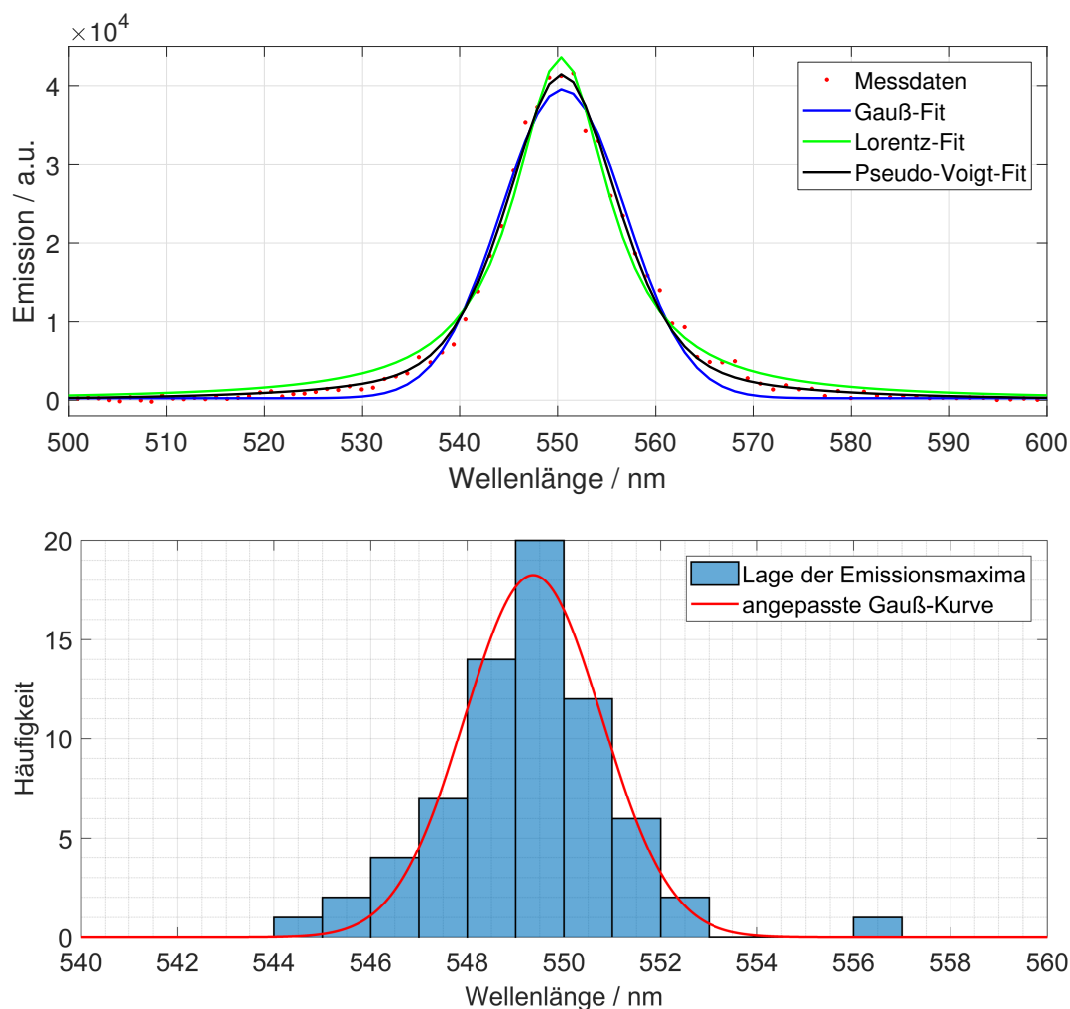 ×10⁴
4
3
2
1
0
Emission / a.u.
Messdaten
Gauß-Fit
Lorentz-Fit
Pseudo-Voigt-Fit
500 510 520 530 540 550 560 570 580 590 600
Wellenlänge / nm
20
15
10
5
0
Häufigkeit
Lage der Emissionsmaxima
angepasste Gauß-Kurve
540 542 544 546 548 550 552 554 556 558 560
Wellenlänge / nm